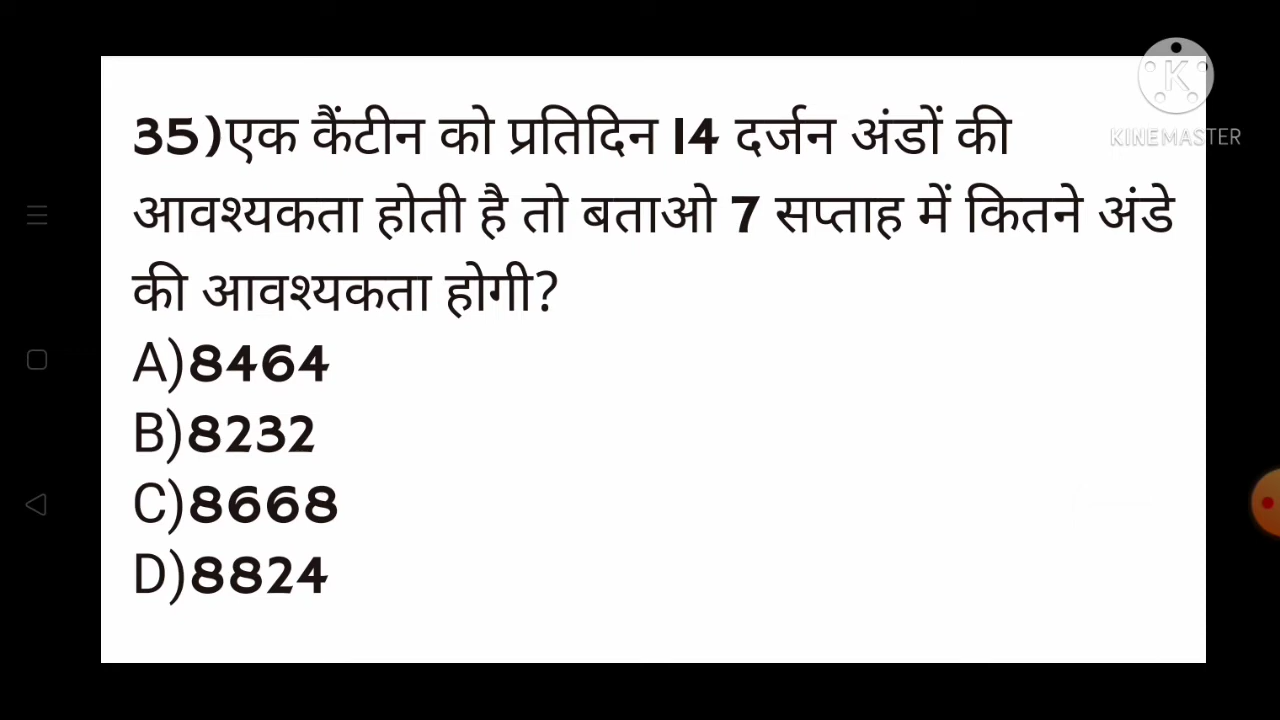 KINEMASTER
35)एक कैंटीन को प्रतिदिन 14 दर्जन अंडों की
आवश्यकता होती है तो बताओ 7 सप्ताह में कितने अंडे
की आवश्यकता होगी?
A)8464
B)8232
C)8668
D)8824